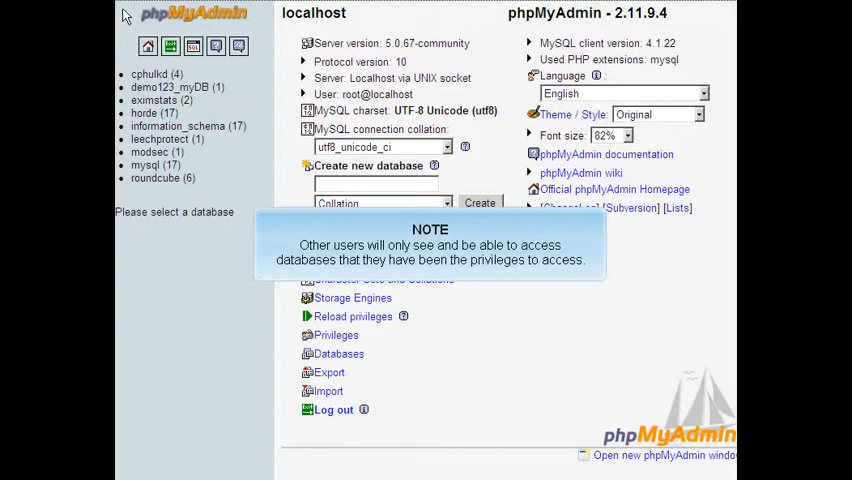 phpMyAdmin
cphulkd (4)
demo123_myDB (1)
eximstats (2)
horde (17)
information_schema (17)
leechprotect (1)
modsec (1)
mysql (17)
roundcube (6)
Please select a database
localhost
Server version: 5.0.67-community
Protocol version: 10
Server: Localhost via UNIX socket
User: root@localhost
MySQL charset: UTF-8 Unicode (utf8)
MySQL connection collation:
utf8_unicode_ci
Create new database
Collation
Create
NOTE
Other users will only see and be able to access
databases that they have been the privileges to access.
Character Sets and Collations
Storage Engines
Reload privileges
Privileges
Databases
Export
Import
Log out
phpMyAdmin - 2.11.9.4
MySQL client version: 4.1.22
Used PHP extensions: mysql
Language
English
Theme / Style: Original
Font size: 82%
phpMyAdmin documentation
phpMyAdmin wiki
Official phpMyAdmin Homepage
[ChangeLog] [Subversion] [Lists]
phpMyAdmin
Open new phpMyAdmin window